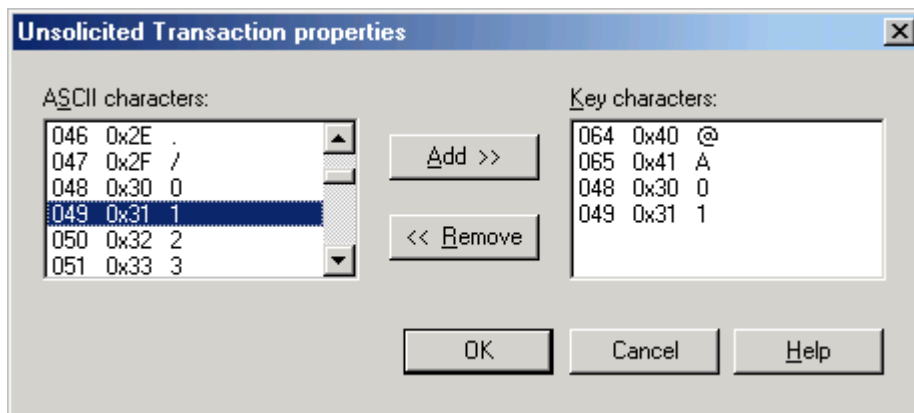 Unsolicited Transaction properties
ASCII characters:
046 0x2E .
047 0x2F /
048 0x30 0
049 0x31 1
050 0x32 2
051 0x33 3
Add >>
<< Remove
Key characters:
064 0x40 @
065 0x41 A
048 0x30 0
049 0x31 1
OK
Cancel
Help